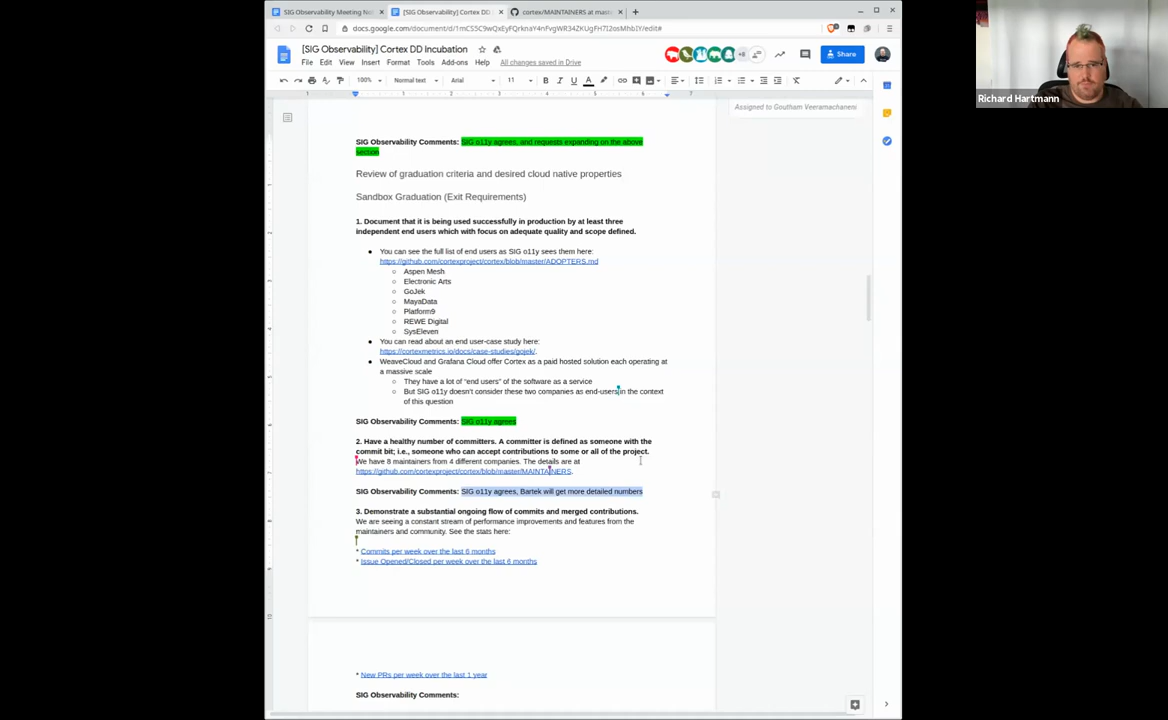 SIG Observability Meeting Not
[SIG Observability] Cortex DD
cortex/MAINTAINERS at mast
docs.google.com/document/d/1mCS5C9wQxEyFQrknaY4nFvgWR34ZKUgFH7I2osMhbIY/edit#
[SIG Observability] Cortex DD Incubation
File Edit View Insert Format Tools Add-ons Help All changes saved in Drive
+8
Share
100% Normal text Arial 11
Assigned to Goutham Veeramachaneni
Richard Hartmann
SIG Observability Comments: SIG o11y agrees, and requests expanding on the above
section
Review of graduation criteria and desired cloud native properties
Sandbox Graduation (Exit Requirements)
1. Document that it is being used successfully in production by at least three
independent end users which with focus on adequate quality and scope defined.
● You can see the full list of end users as SIG o11y sees them here:
https://github.com/cortexproject/cortex/blob/master/ADOPTERS.md
○ Aspen Mesh
○ Electronic Arts
○ GoJek
○ MayaData
○ Platform9
○ REWE Digital
○ SysEleven
● You can read about an end user-case study here:
https://cortexmetrics.io/docs/case-studies/gojek/.
● WeaveCloud and Grafana Cloud offer Cortex as a paid hosted solution each operating at
a massive scale
○ They have a lot of "end users" of the software as a service
○ But SIG o11y doesn't consider these two companies as end-users in the context
of this question
SIG Observability Comments: SIG o11y agrees
2. Have a healthy number of committers. A committer is defined as someone with the
commit bit; i.e., someone who can accept contributions to some or all of the project.
We have 8 maintainers from 4 different companies. The details are at
https://github.com/cortexproject/cortex/blob/master/MAINTAINERS.
SIG Observability Comments: SIG o11y agrees, Bartek will get more detailed numbers
3. Demonstrate a substantial ongoing flow of commits and merged contributions.
We are seeing a constant stream of performance improvements and features from the
maintainers and community. See the stats here:
* Commits per week over the last 6 months
* Issue Opened/Closed per week over the last 6 months
* New PRs per week over the last 1 year
SIG Observability Comments: